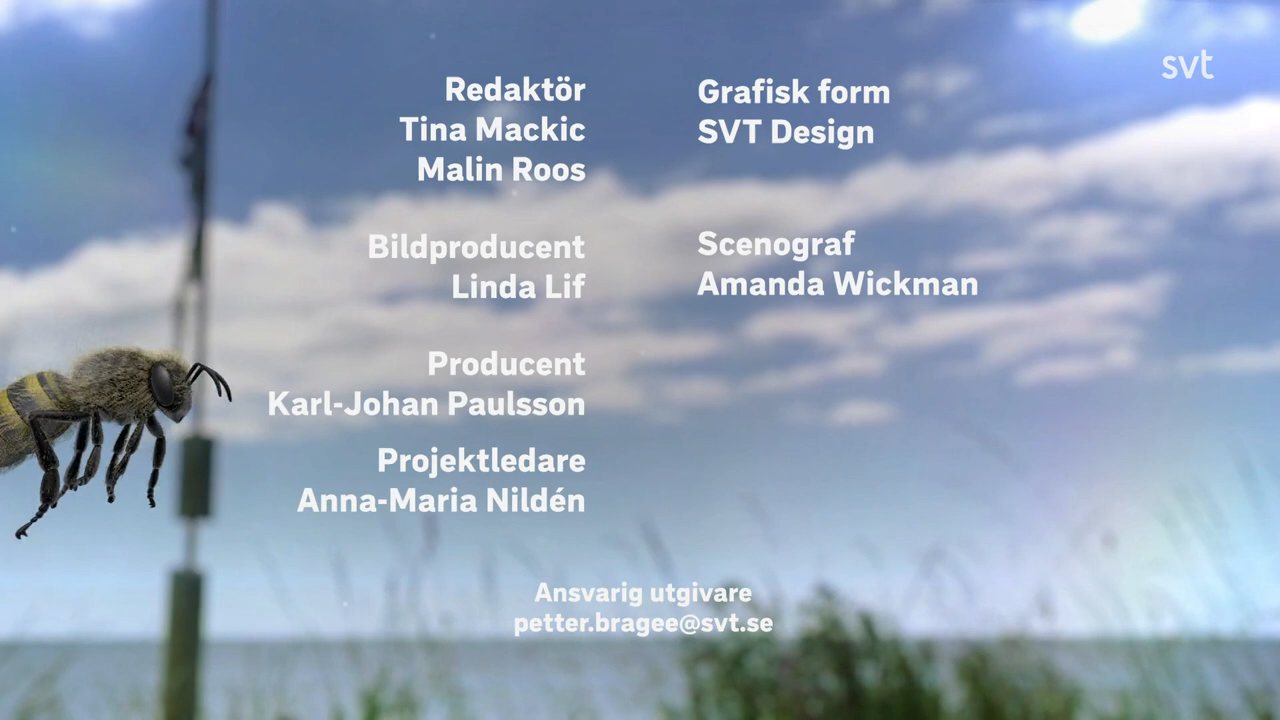 svt
Redaktör
Tina Mackic
Malin Roos
Bildproducent
Linda Lif
Producent
Karl-Johan Paulsson
Projektledare
Anna-Maria Nildén
Grafisk form
SVT Design
Scenograf
Amanda Wickman
Ansvarig utgivare
petter.bragee@svt.se